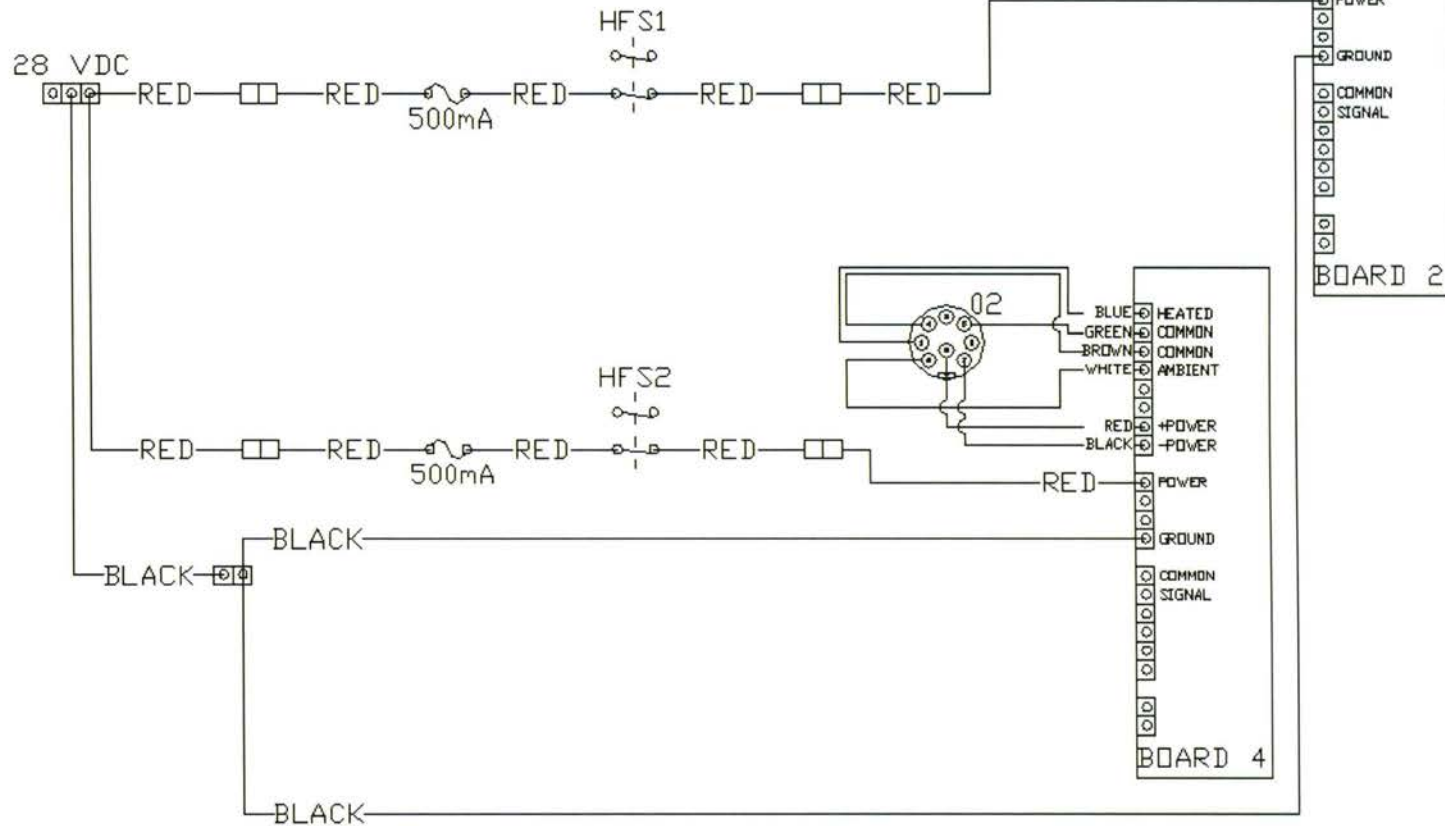 POWER
HFS1
GROUND
28 VDC
RED RED RED RED RED
COMMON
500mA
SIGNAL
BOARD 2
02
BLUE HEATED
GREEN COMMON
BROWN COMMON
WHITE AMBIENT
HFS2
RED +POWER
BLACK -POWER
RED RED RED RED
500mA
RED POWER
BLACK GROUND
BLACK
COMMON
SIGNAL
BOARD 4
BLACK